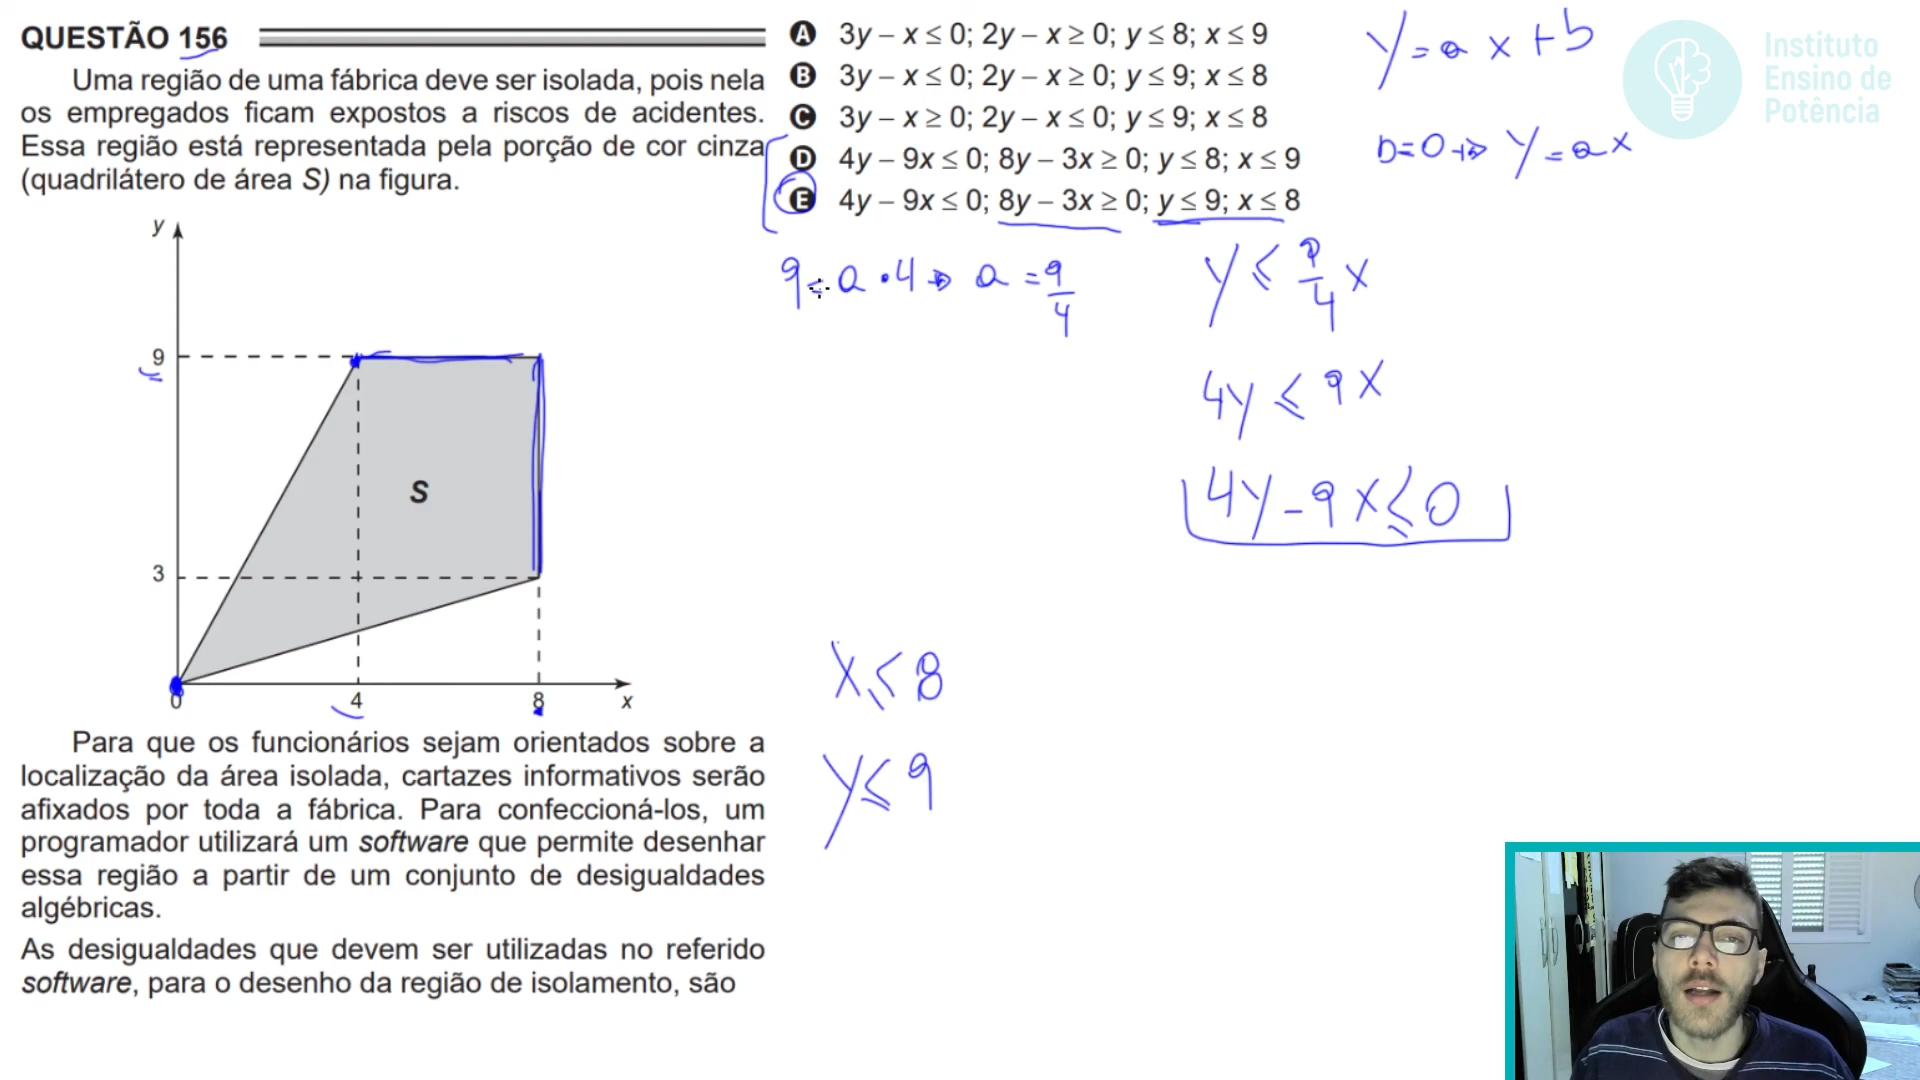 QUESTÃO 156
Uma região de uma fábrica deve ser isolada, pois nela
os empregados ficam expostos a riscos de acidentes.
Essa região está representada pela porção de cor cinza
(quadrilátero de área S) na figura.
y
9
3
S
0
4
8
x
Para que os funcionários sejam orientados sobre a
localização da área isolada, cartazes informativos serão
afixados por toda a fábrica. Para confeccioná-los, um
programador utilizará um software que permite desenhar
essa região a partir de um conjunto de desigualdades
algébricas.
As desigualdades que devem ser utilizadas no referido
software, para o desenho da região de isolamento, são
A 3y – x ≤ 0; 2y – x ≥ 0; y ≤ 8; x ≤ 9
B 3y – x ≤ 0; 2y – x ≥ 0; y ≤ 9; x ≤ 8
C 3y – x ≥ 0; 2y – x ≤ 0; y ≤ 9; x ≤ 8
D 4y – 9x ≤ 0; 8y – 3x ≥ 0; y ≤ 8; x ≤ 9
E 4y – 9x ≤ 0; 8y – 3x ≥ 0; y ≤ 9; x ≤ 8
9 = a · 4 → a = 9/4
x ≤ 8
y ≤ 9
y = a x + b
b = 0 → y = a x
y ≤ 9/4 x
4y ≤ 9x
4y – 9x ≤ 0
Instituto
Ensino de
Potência